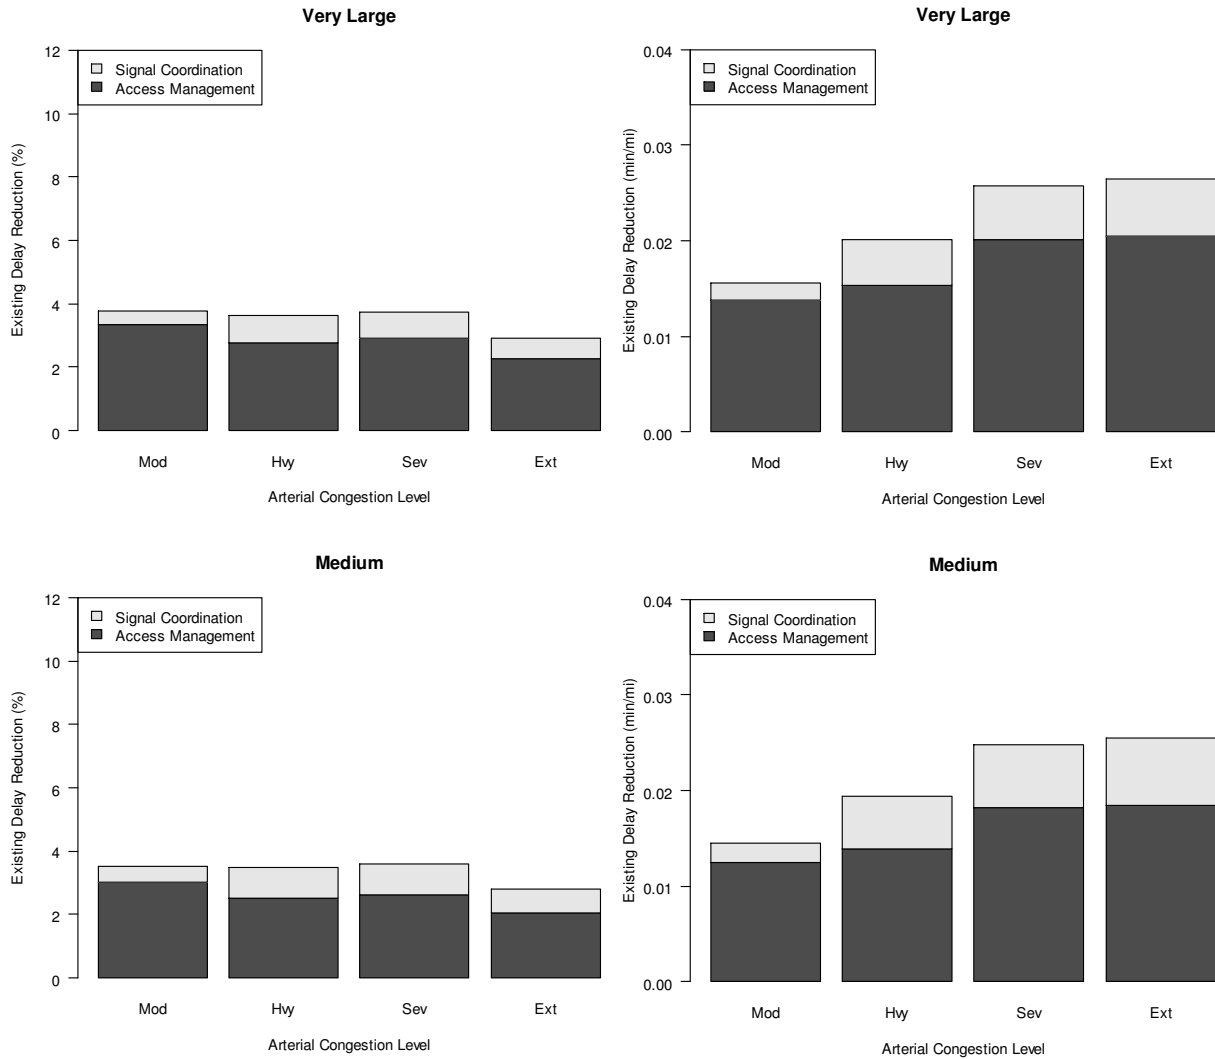 Very Large
Existing Delay Reduction (%)
12
10
8
6
4
2
0
Signal Coordination
Access Management
Mod Hvy Sev Ext
Arterial Congestion Level
Very Large
Existing Delay Reduction (min/mi)
0.04
0.03
0.02
0.01
0.00
Signal Coordination
Access Management
Mod Hvy Sev Ext
Arterial Congestion Level
Medium
Existing Delay Reduction (%)
12
10
8
6
4
2
0
Signal Coordination
Access Management
Mod Hvy Sev Ext
Arterial Congestion Level
Medium
Existing Delay Reduction (min/mi)
0.04
0.03
0.02
0.01
0.00
Signal Coordination
Access Management
Mod Hvy Sev Ext
Arterial Congestion Level